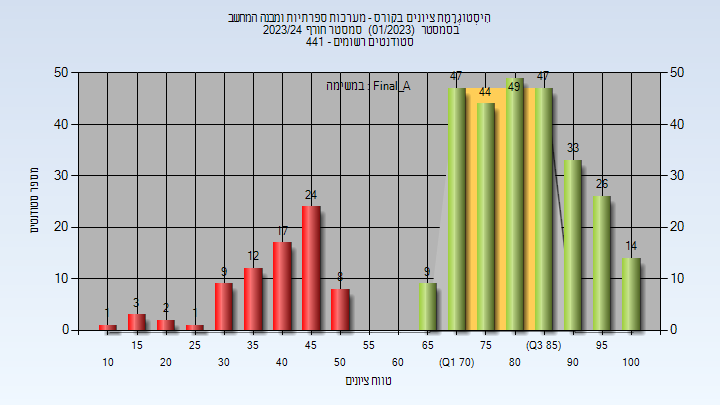 הִיסְטוֹגְרָמַת ציונים בקורס - מערכות ספרתיות ומבנה המחשב
בסמסטר (01/2023) סמסטר חורף 2023/24
סטודנטים רשומים - 441
במשימה : Final_A
מספר סטודנטים
50 40 30 20 10 0
1 3 2 1 9 12 17 24 8 9 47 44 49 47 33 26 14
50 40 30 20 10 0
15 25 35 45 55 65 75 (Q3 85) 95
10 20 30 40 50 60 (Q1 70) 80 90 100
טווח ציונים